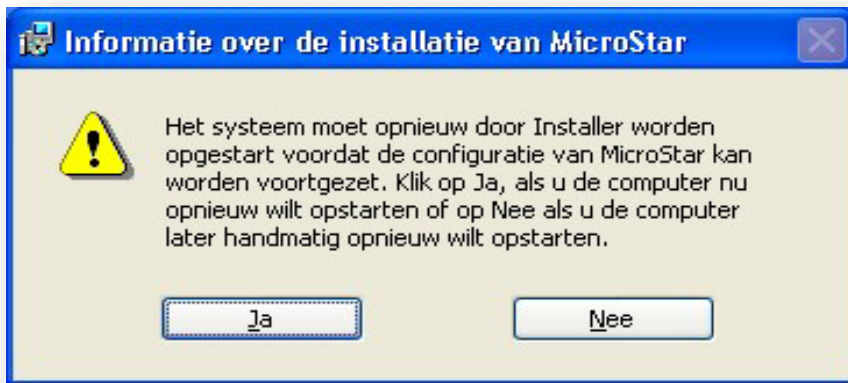 Informatie over de installatie van MicroStar
Het systeem moet opnieuw door Installer worden
opgestart voordat de configuratie van MicroStar kan
worden voortgezet. Klik op Ja, als u de computer nu
opnieuw wilt opstarten of op Nee als u de computer
later handmatig opnieuw wilt opstarten.
Ja
Nee